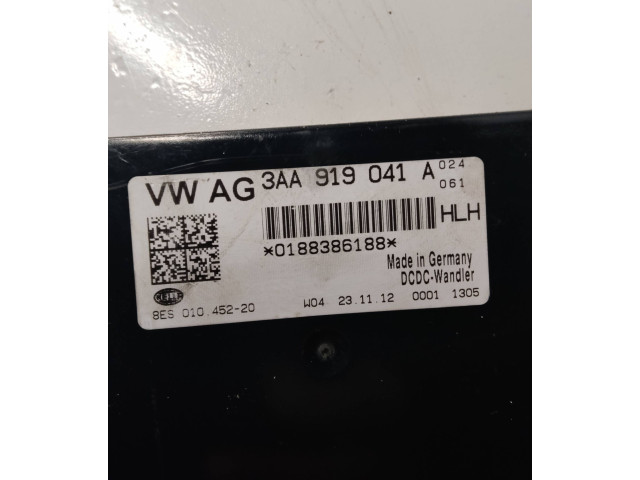 VW AG 3AA 919 041 A 024
061
HLH
*0188386188*
Made in Germany
DCDC-Wandler
HELLA
8ES 010.452-20 W04 23.11.12 0001 1305